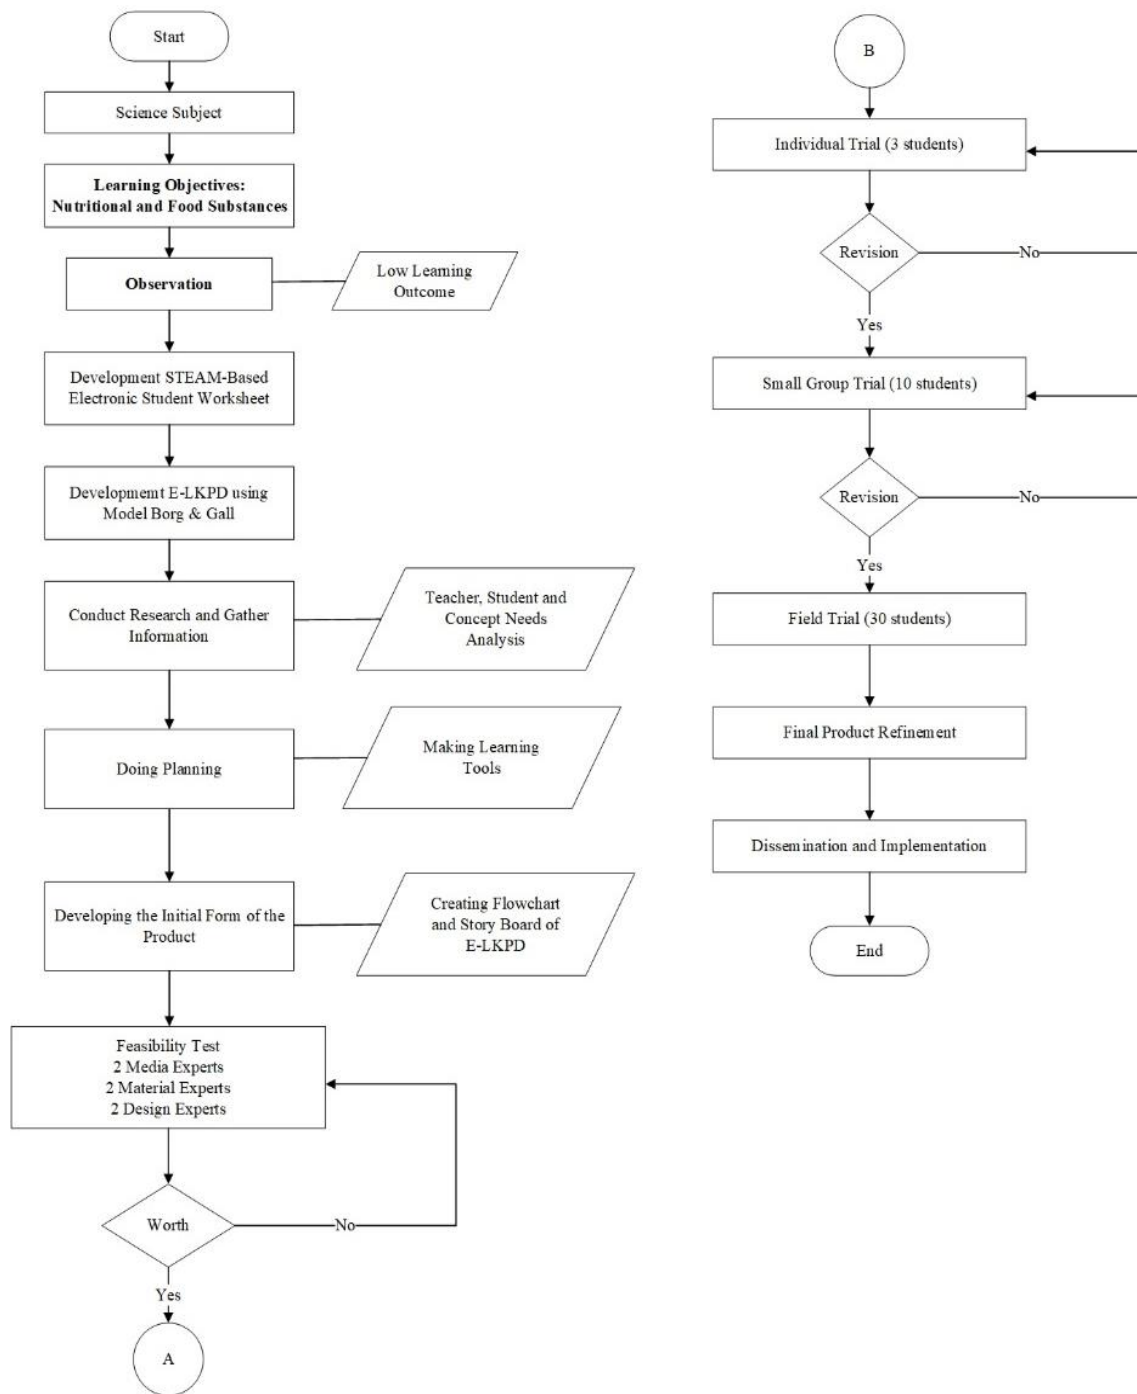 Start
Science Subject
Learning Objectives:
Nutritional and Food Substances
Observation
Low Learning
Outcome
Development STEAM-Based
Electronic Student Worksheet
Developmemt E-LKPD using
Model Borg & Gall
Conduct Research and Gather
Information
Teacher, Student and
Concept Needs
Analysis
Doing Planning
Making Learning
Tools
Developing the Initial Form of the
Product
Creating Flowchart
and Story Board of
E-LKPD
Feasibility Test
2 Media Experts
2 Material Experts
2 Design Experts
Worth
No
Yes
A
B
Individual Trial (3 students)
Revision
No
Yes
Small Group Trial (10 students)
Revision
No
Yes
Field Trial (30 students)
Final Product Refinement
Dissemination and Implementation
End